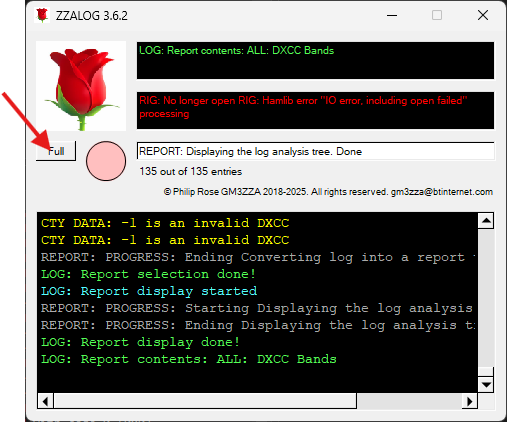 ZZALOG 3.6.2
LOG: Report contents: ALL: DXCC Bands
RIG: No longer open RIG: Hamlib error "IO error, including open failed"
processing
Full
REPORT: Displaying the log analysis tree. Done
135 out of 135 entries
© Philip Rose GM3ZZA 2018-2025. All rights reserved. gm3zza@btinternet.com
CTY DATA: -1 is an invalid DXCC
CTY DATA: -1 is an invalid DXCC
REPORT: PROGRESS: Ending Converting log into a report
LOG: Report selection done!
LOG: Report display started
REPORT: PROGRESS: Starting Displaying the log analysis
REPORT: PROGRESS: Ending Displaying the log analysis
LOG: Report display done!
LOG: Report contents: ALL: DXCC Bands